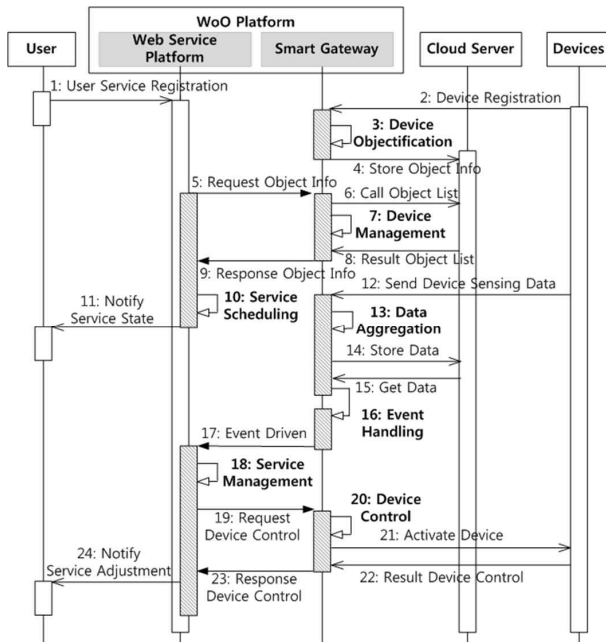 WoO Platform
User
Web Service
Platform
Smart Gateway
Cloud Server
Devices
1: User Service Registration
2: Device Registration
3: Device
Objectification
4: Store Object Info
5: Request Object Info
6: Call Object List
7: Device
Management
8: Result Object List
9: Response Object Info
12: Send Device Sensing Data
10: Service
Scheduling
11: Notify
Service State
13: Data
Aggregation
14: Store Data
15: Get Data
16: Event
Handling
17: Event Driven
18: Service
Management
19: Request
Device Control
20: Device
Control
21: Activate Device
22: Result Device Control
23: Response
Device Control
24: Notify
Service Adjustment